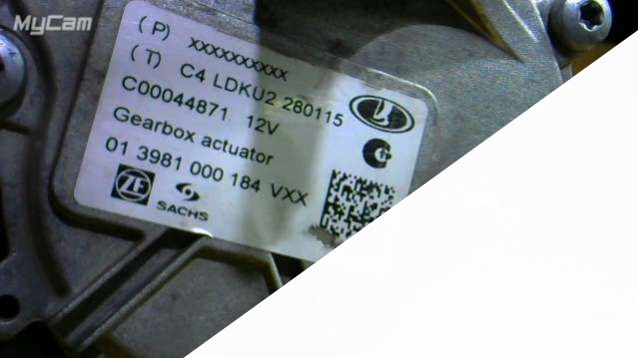 MyCam
(P) xxxxxxxxxx
(T) C4 LDKU2 280115
C00044871 12V
Gearbox actuator
01 3981 000 184 VXX
ZF SACHS